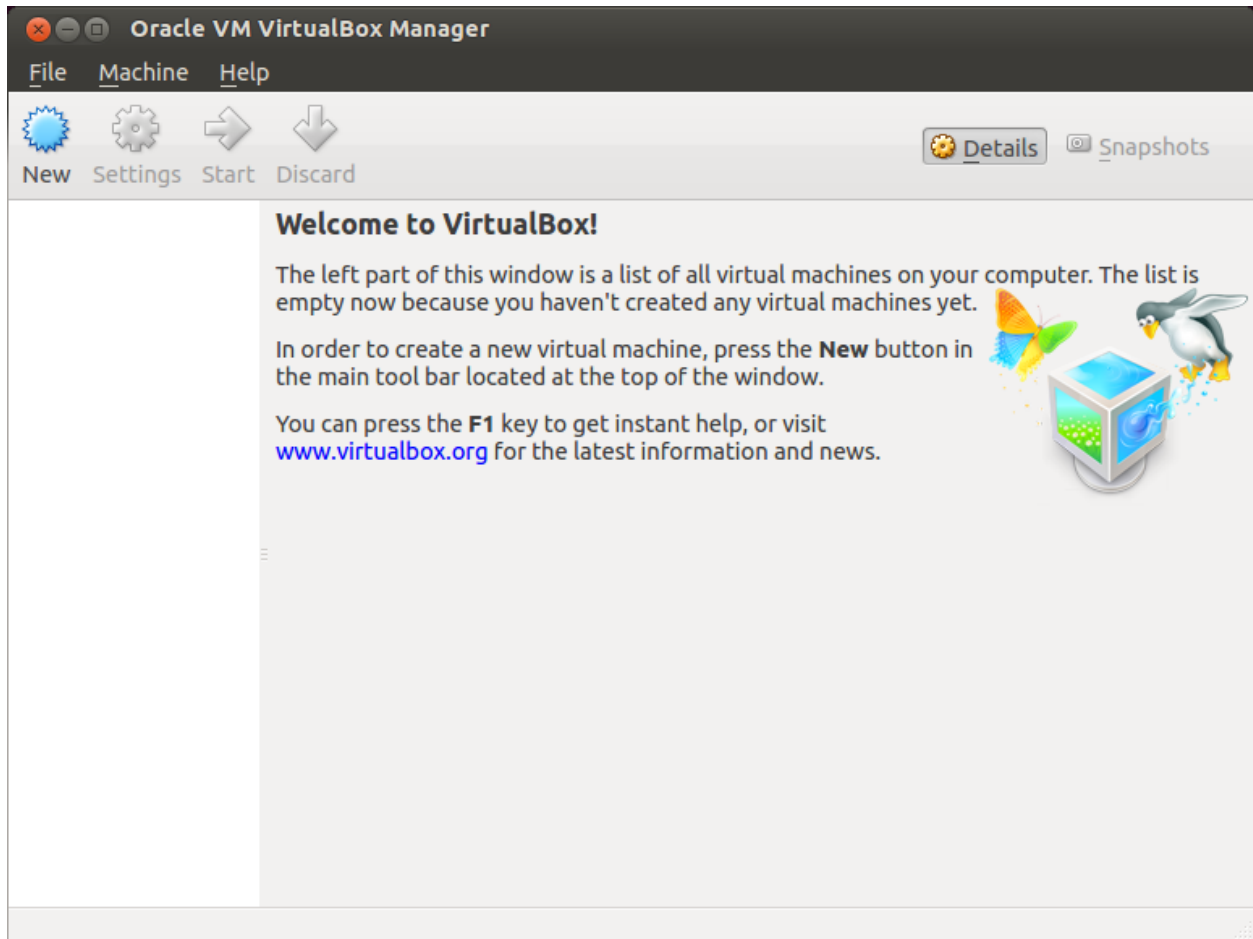 Oracle VM VirtualBox Manager
File Machine Help
New Settings Start Discard
Details Snapshots
Welcome to VirtualBox!
The left part of this window is a list of all virtual machines on your computer. The list is
empty now because you haven't created any virtual machines yet.
In order to create a new virtual machine, press the New button in
the main tool bar located at the top of the window.
You can press the F1 key to get instant help, or visit
www.virtualbox.org for the latest information and news.